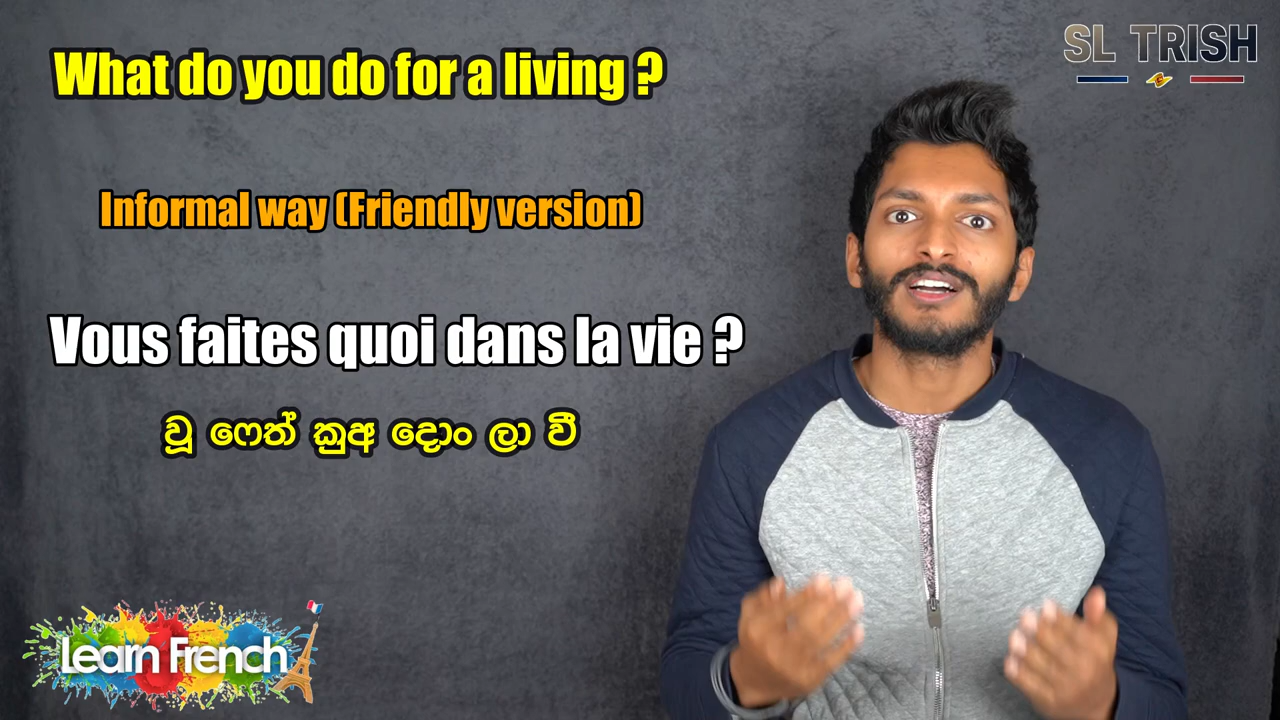 SL TRISH
What do you do for a living ?
Informal way (Friendly version)
Vous faites quoi dans la vie ?
වූ ෆෙත් කුඅ දොං ලා වී
Learn French